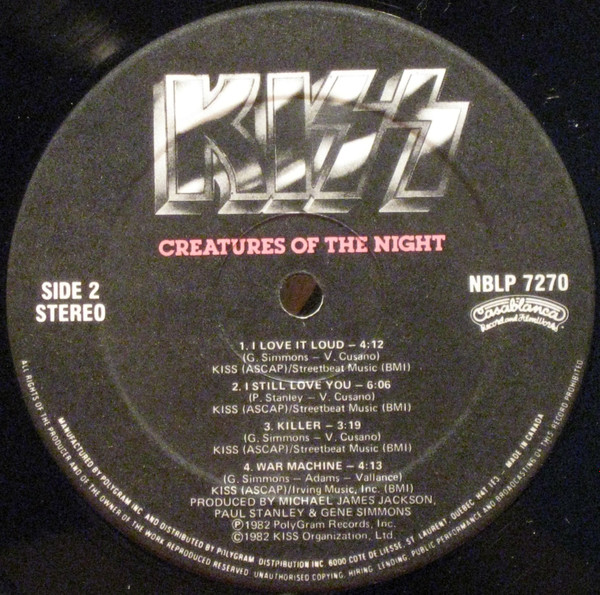 KISS
CREATURES OF THE NIGHT
SIDE 2
STEREO
NBLP 7270
Casablanca
Record and FilmWorks
1. I LOVE IT LOUD – 4:12
(G. Simmons – V. Cusano)
KISS (ASCAP)/Streetbeat Music (BMI)
2. I STILL LOVE YOU – 6:06
(P. Stanley – V. Cusano)
KISS (ASCAP)/Streetbeat Music (BMI)
3. KILLER – 3:19
(G. Simmons – V. Cusano)
KISS (ASCAP)/Streetbeat Music (BMI)
4. WAR MACHINE – 4:13
(G. Simmons – Adams – Vallance)
KISS (ASCAP)/Irving Music, Inc. (BMI)
PRODUCED BY MICHAEL JAMES JACKSON,
PAUL STANLEY & GENE SIMMONS
Ⓟ1982 PolyGram Records, Inc.
©1982 KISS Organization, Ltd.
MANUFACTURED BY POLYGRAM INC. AND DISTRIBUTED BY POLYGRAM DISTRIBUTION INC. 6000 COTE DE LIESSE, ST. LAURENT, QUEBEC H4T 1E3. – MADE IN CANADA
ALL RIGHTS OF THE PRODUCER AND OF THE OWNER OF THE WORK REPRODUCED RESERVED. UNAUTHORISED COPYING, HIRING, LENDING, PUBLIC PERFORMANCE AND BROADCASTING OF THIS RECORD PROHIBITED.